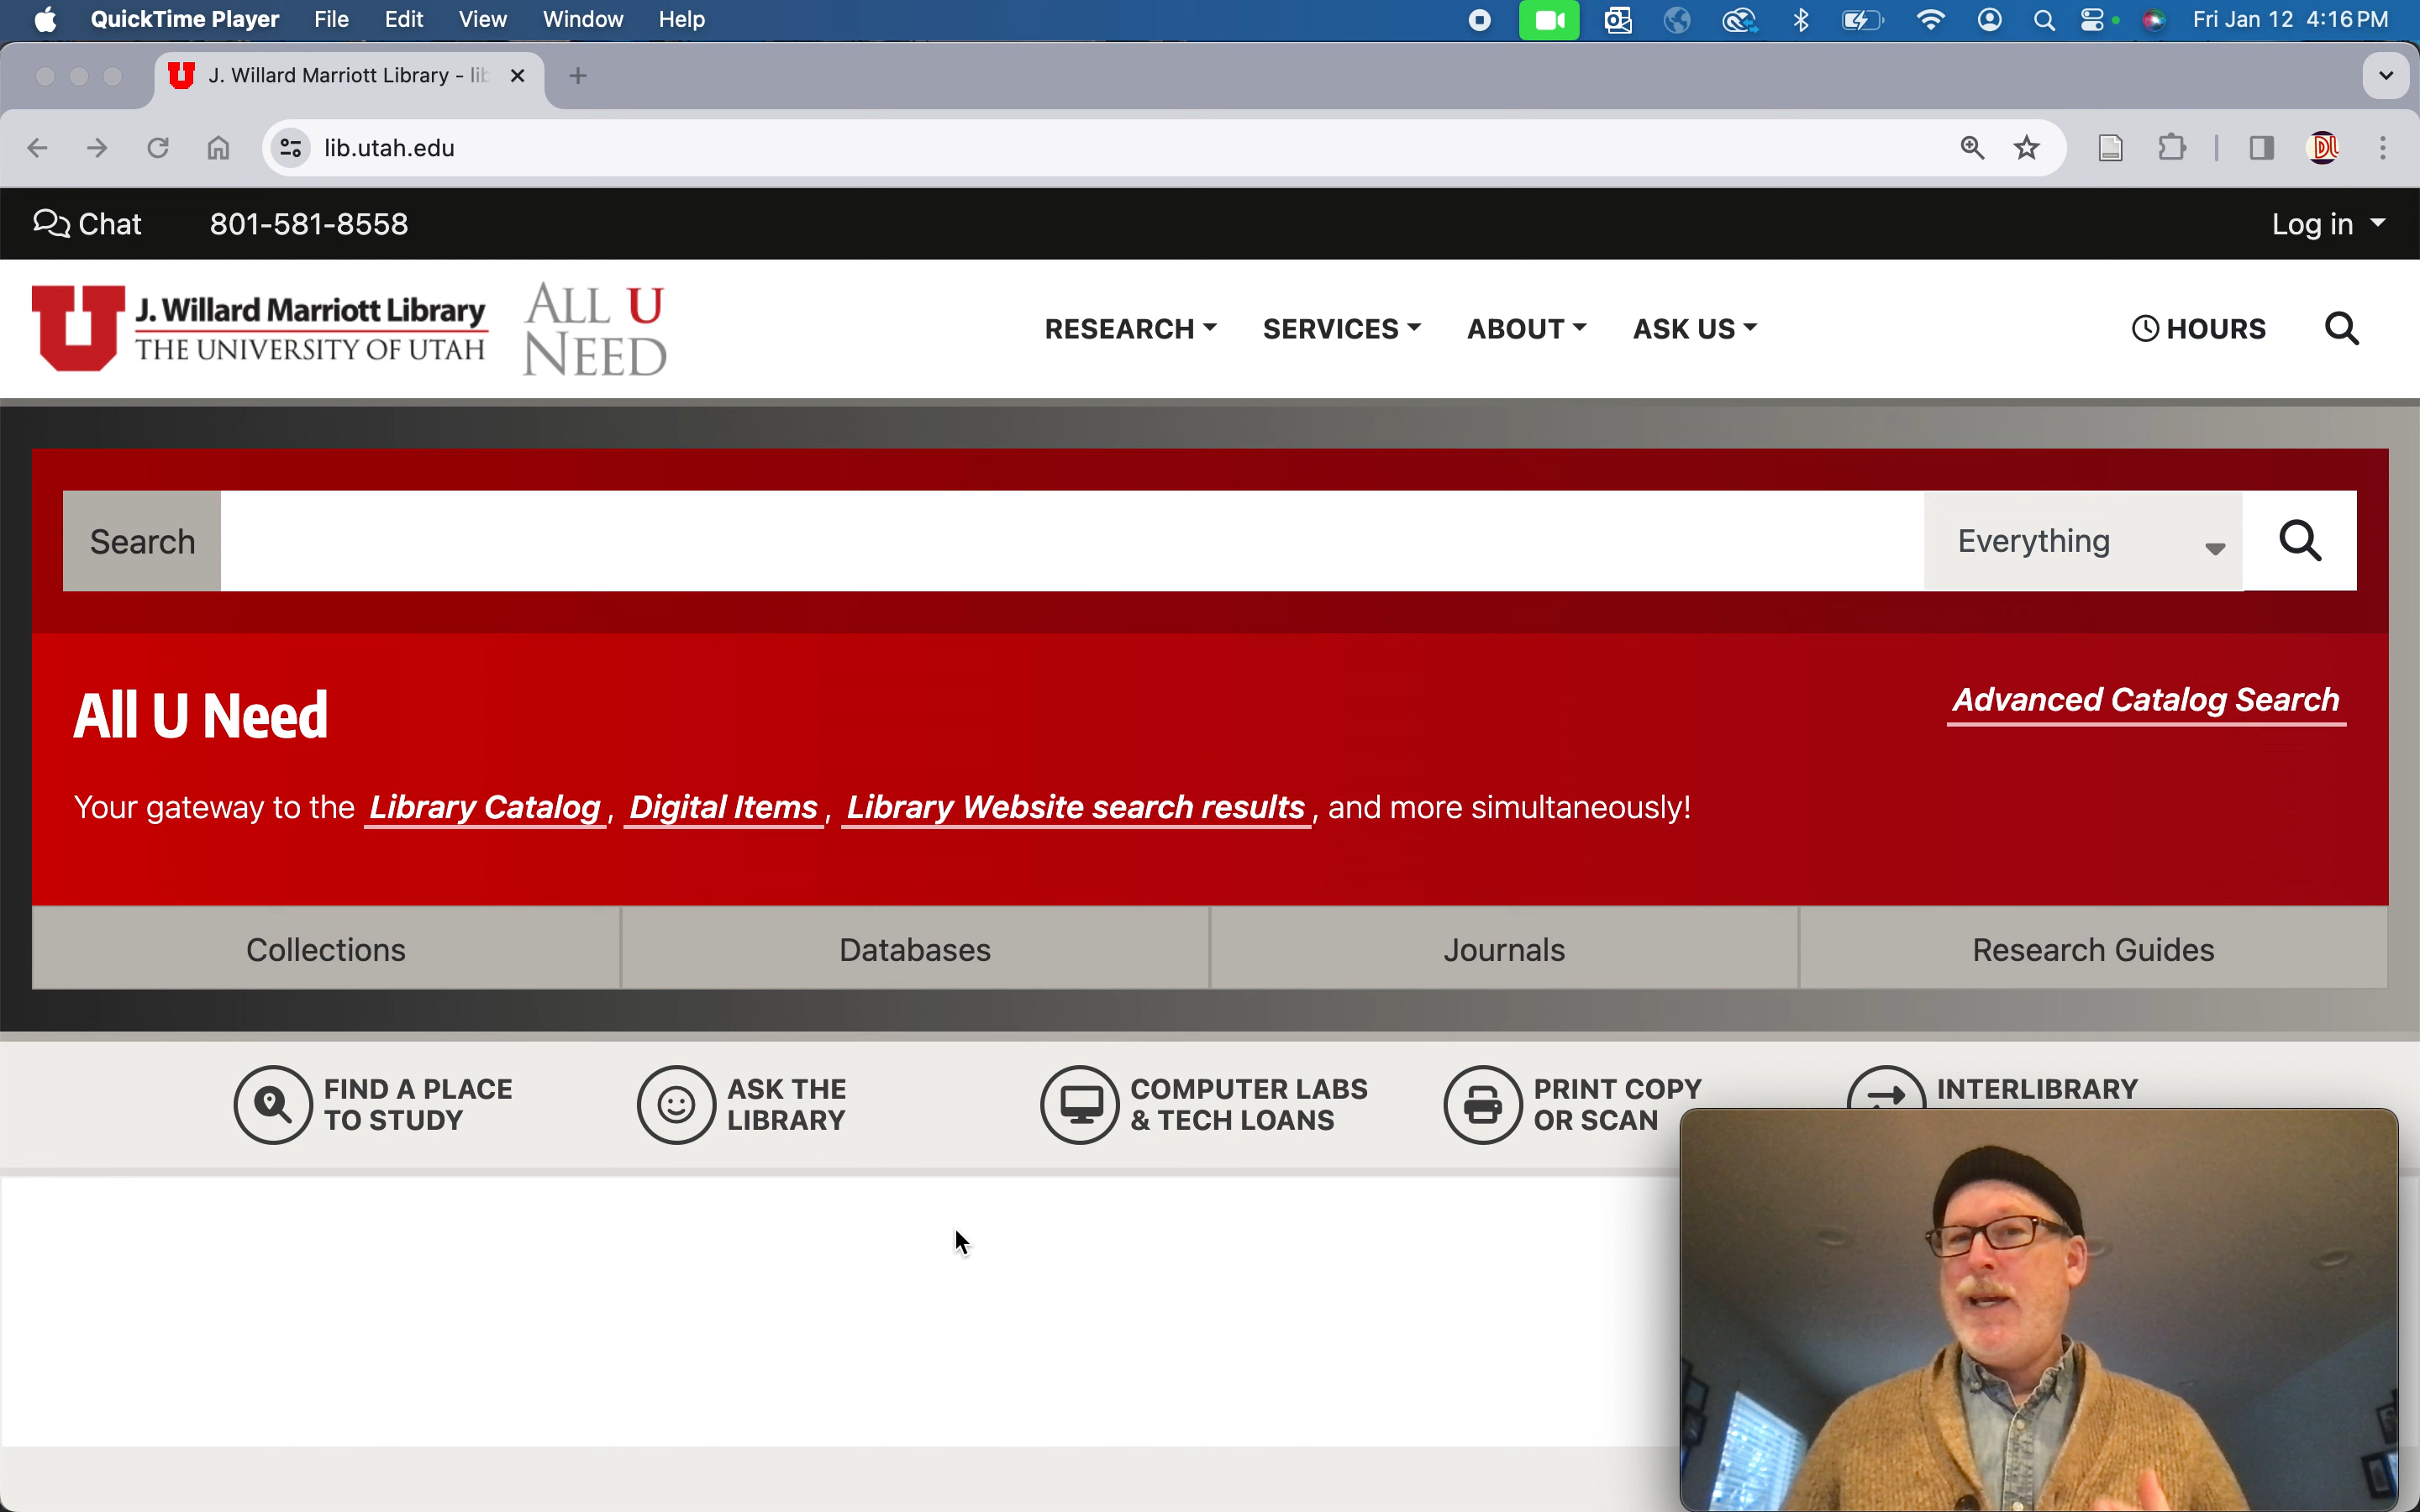 QuickTime Player File Edit View Window Help Fri Jan 12 4:16 PM
J. Willard Marriott Library - lib
lib.utah.edu
Chat 801-581-8558 Log in
U J. Willard Marriott Library
THE UNIVERSITY OF UTAH
ALL U
NEED
RESEARCH SERVICES ABOUT ASK US HOURS
Search Everything
All U Need
Advanced Catalog Search
Your gateway to the Library Catalog, Digital Items, Library Website search results, and more simultaneously!
Collections Databases Journals Research Guides
FIND A PLACE
TO STUDY
ASK THE
LIBRARY
COMPUTER LABS
& TECH LOANS
PRINT COPY
OR SCAN
INTERLIBRARY